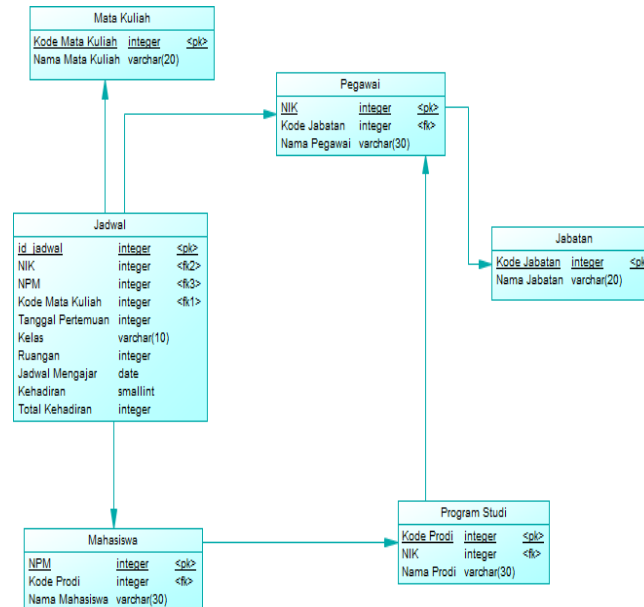 Mata Kuliah
Kode Mata Kuliah integer <pk>
Nama Mata Kuliah varchar(20)
Pegawai
NIK integer <pk>
Kode Jabatan integer <fk>
Nama Pegawai varchar(30)
Jadwal
id_jadwal integer <pk>
NIK integer <fk2>
NPM integer <fk3>
Kode Mata Kuliah integer <fk1>
Tanggal Pertemuan integer
Kelas varchar(10)
Ruangan integer
Jadwal Mengajar date
Kehadiran smallint
Total Kehadiran integer
Jabatan
Kode Jabatan integer <pk
Nama Jabatan varchar(20)
Mahasiswa
NPM integer <pk>
Kode Prodi integer <fk>
Nama Mahasiswa varchar(30)
Program Studi
Kode Prodi integer <pk>
NIK integer <fk>
Nama Prodi varchar(30)